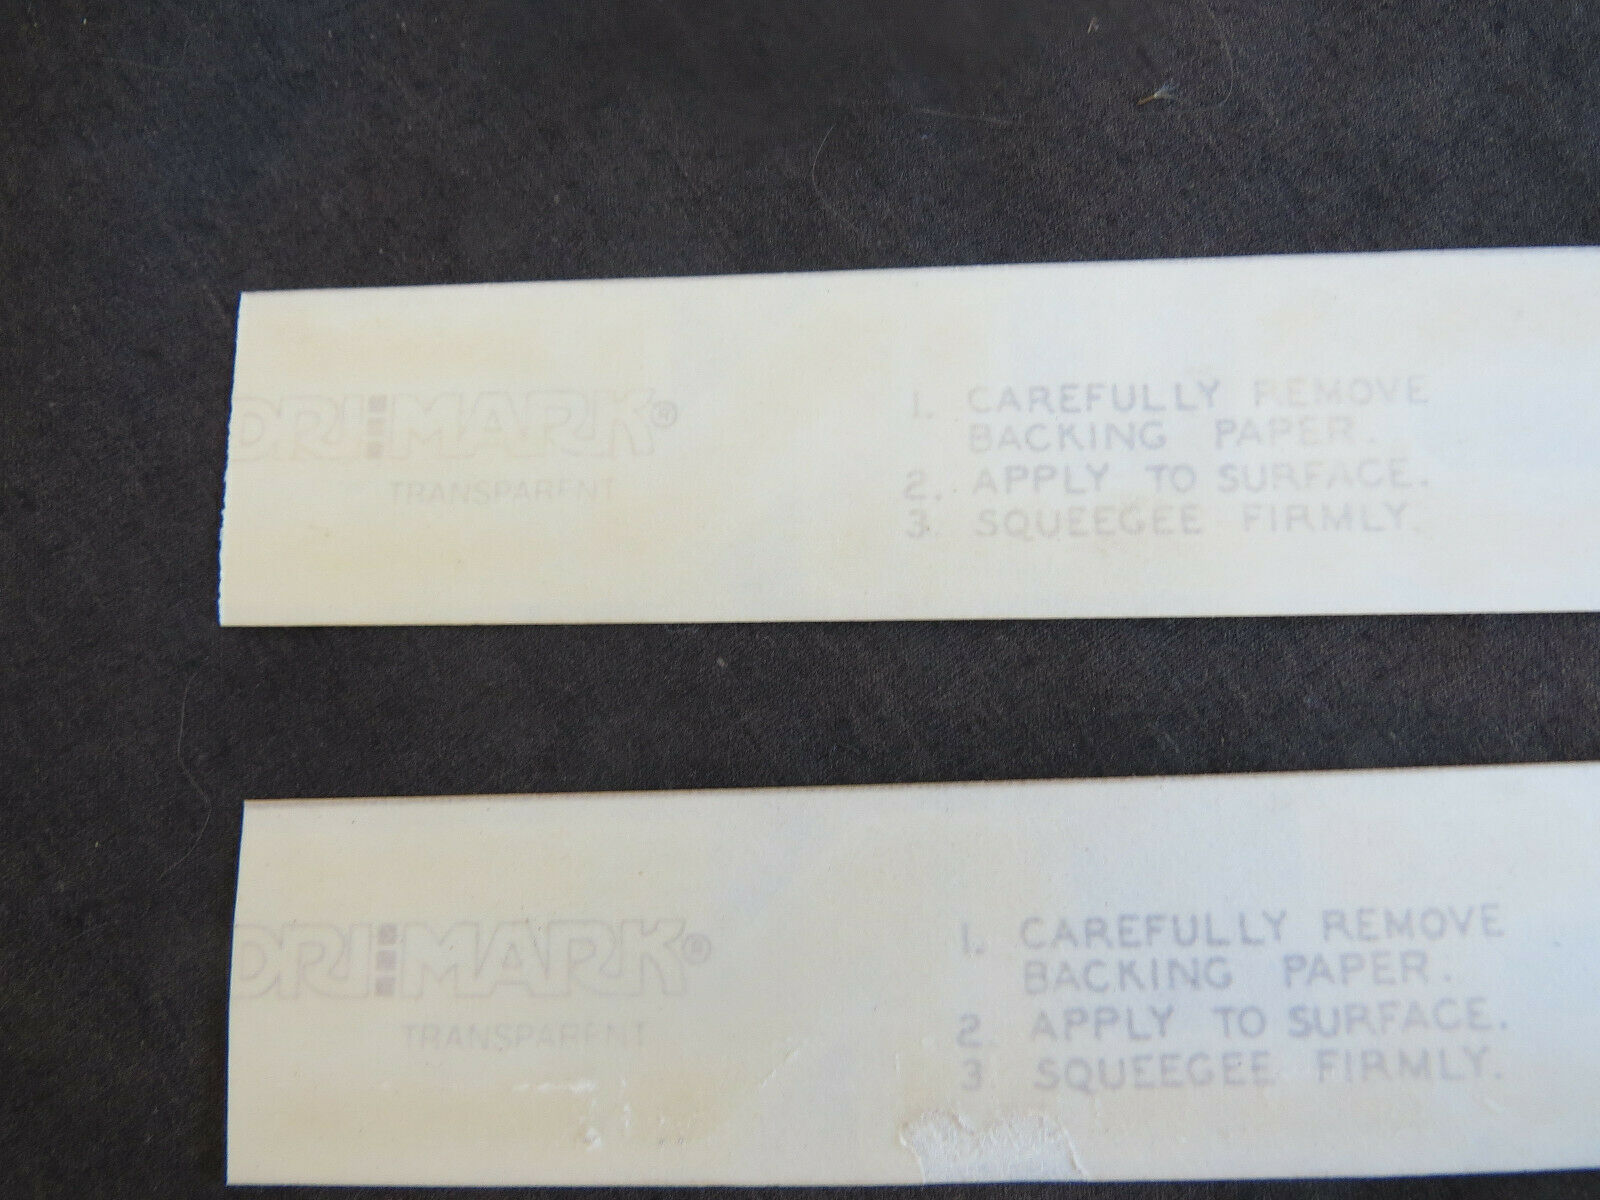 DRI MARK®
TRANSPARENT
1. CAREFULLY REMOVE
BACKING PAPER.
2. APPLY TO SURFACE.
3. SQUEEGEE FIRMLY.
DRI MARK®
TRANSPARENT
1. CAREFULLY REMOVE
BACKING PAPER.
2. APPLY TO SURFACE.
3 SQUEEGEE FIRMLY.